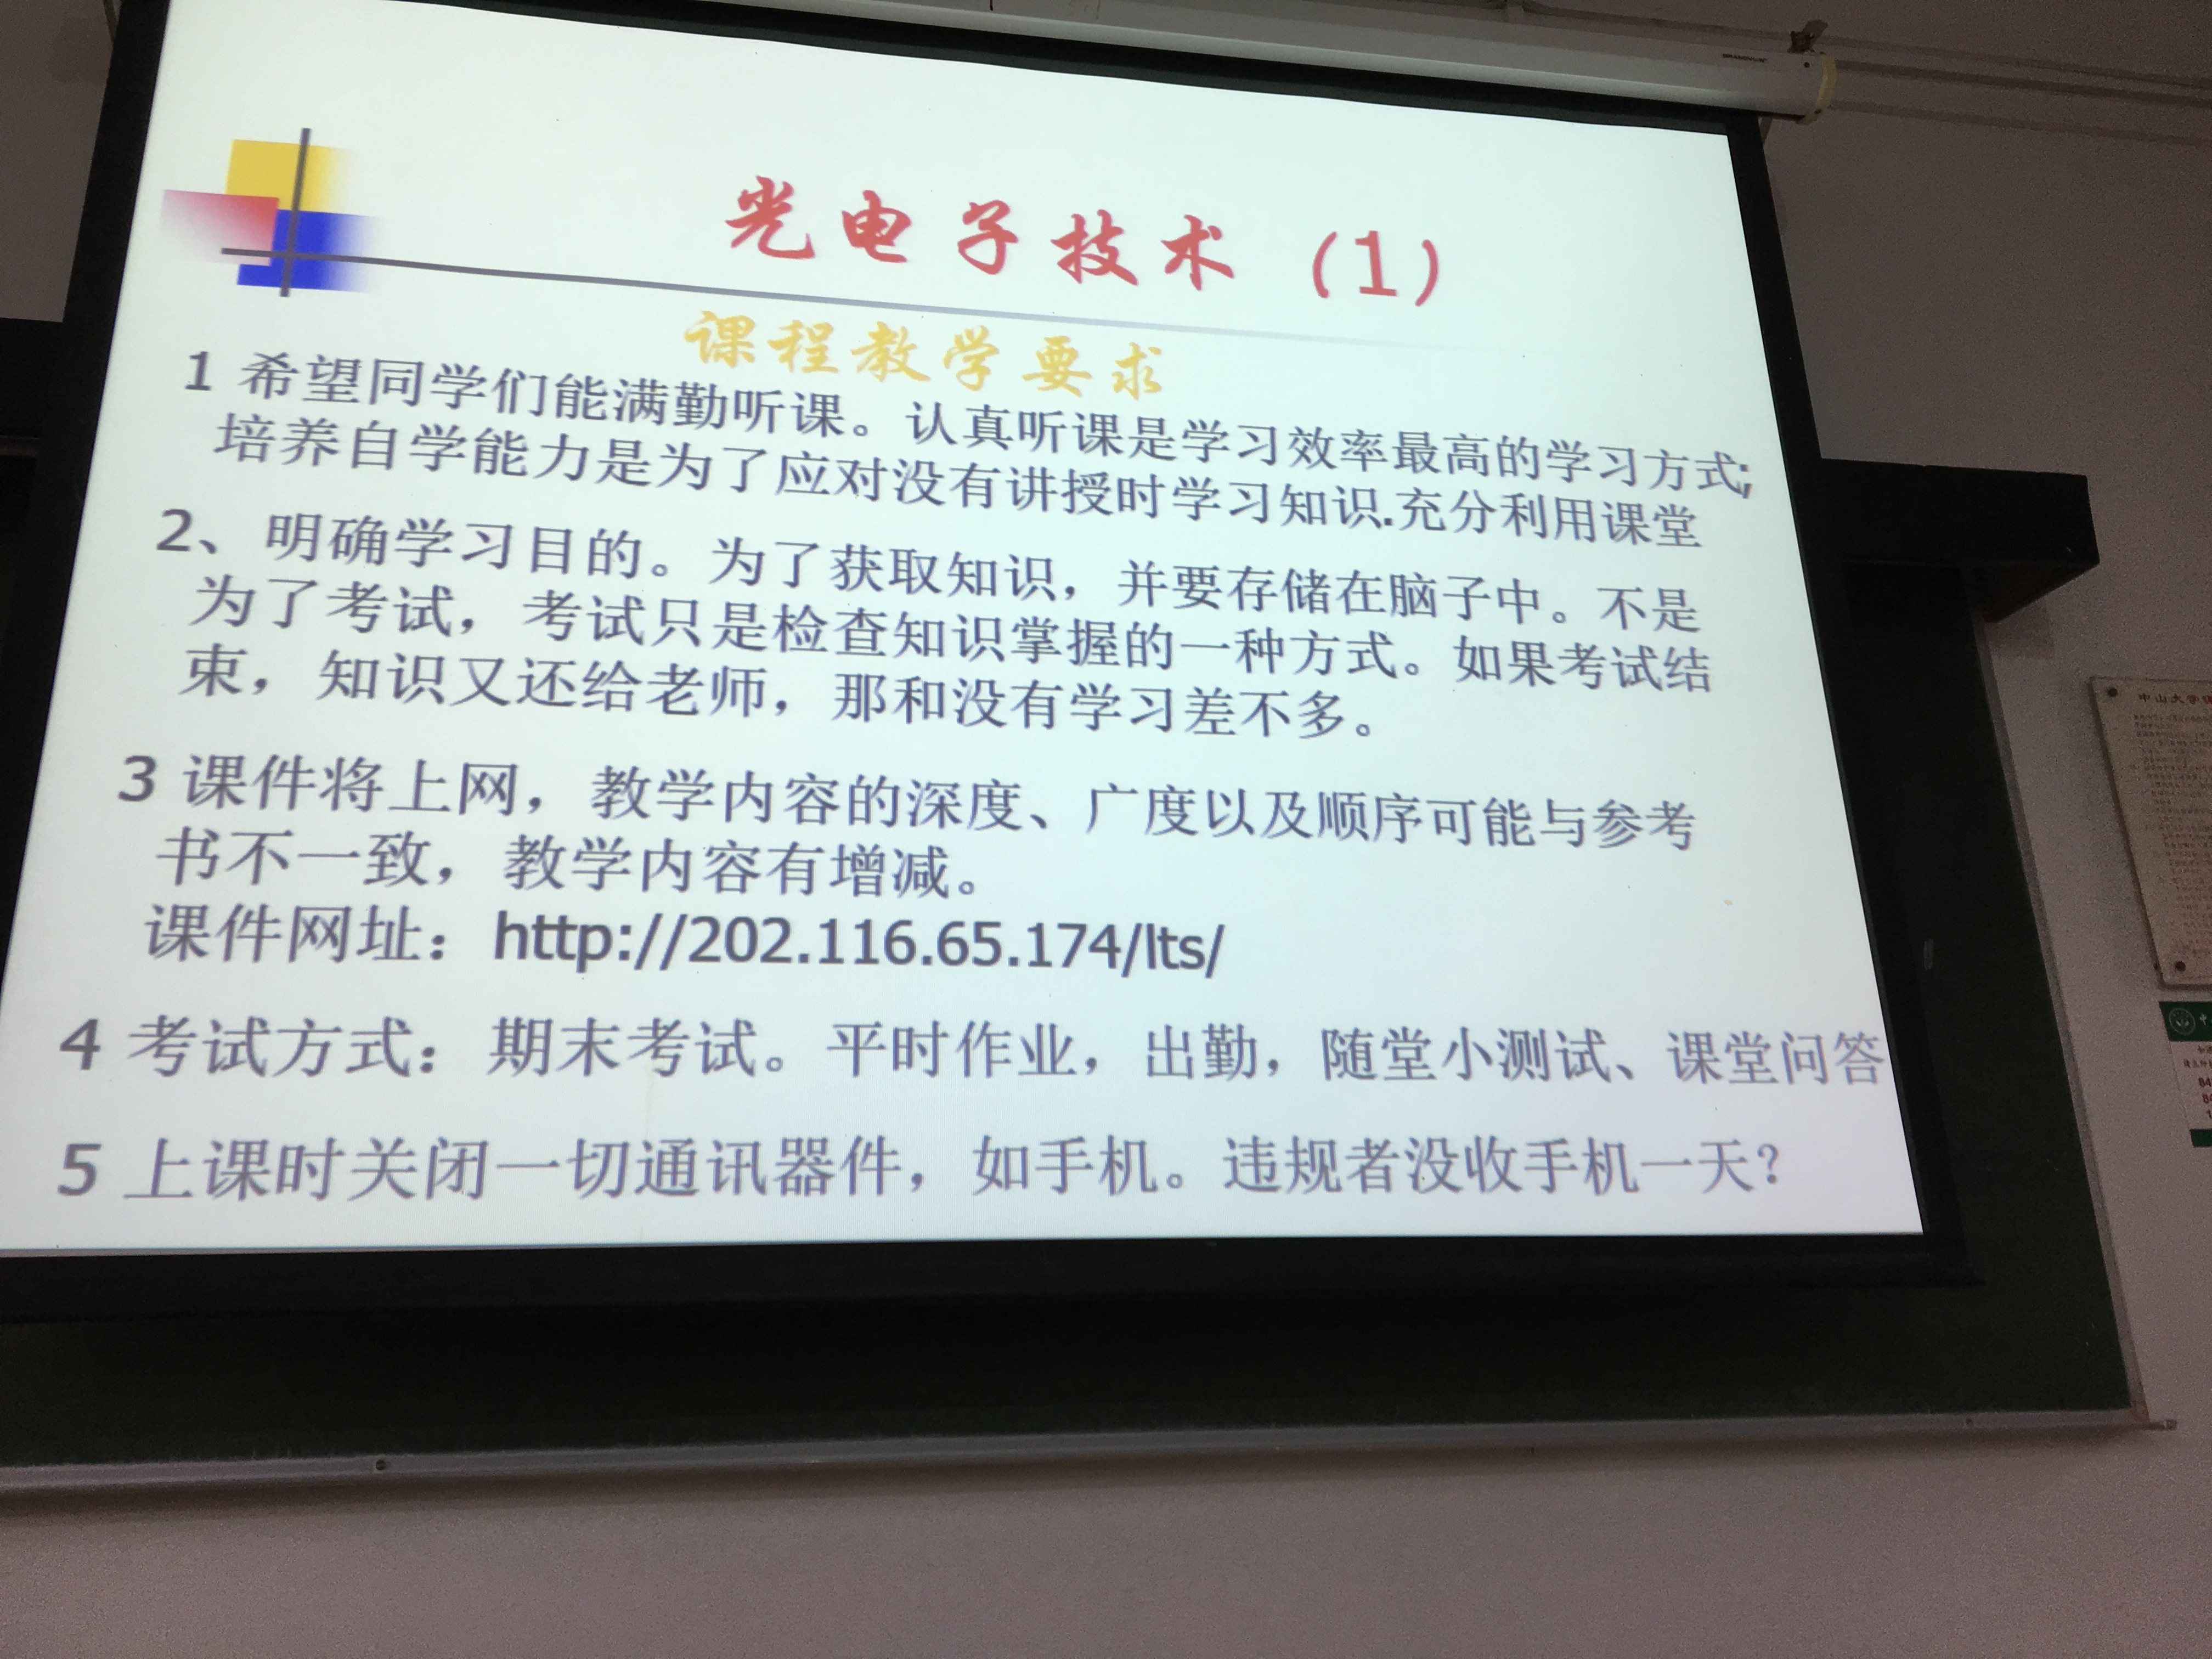 光电子技术（1）
课程教学要求
1 希望同学们能满勤听课。认真听课是学习效率最高的学习方式;
培养自学能力是为了应对没有讲授时学习知识.充分利用课堂
2、明确学习目的。为了获取知识，并要存储在脑子中。不是
为了考试，考试只是检查知识掌握的一种方式。如果考试结
束，知识又还给老师，那和没有学习差不多。
3 课件将上网，教学内容的深度、广度以及顺序可能与参考
书不一致，教学内容有增减。
课件网址：http://202.116.65.174/lts/
4 考试方式：期末考试。平时作业，出勤，随堂小测试、课堂问答
5 上课时关闭一切通讯器件，如手机。违规者没收手机一天？
中山大学课